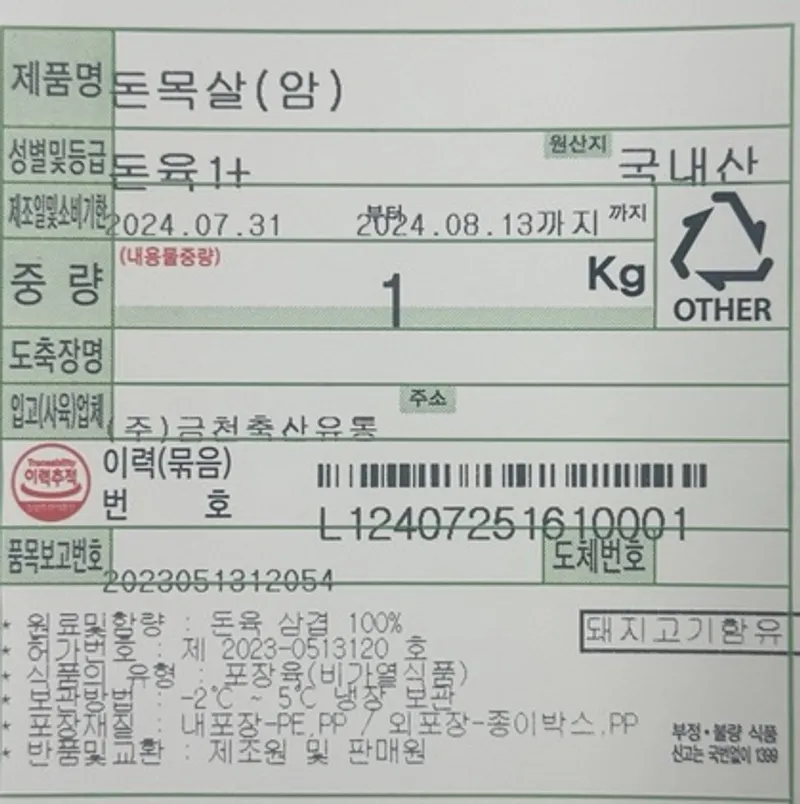 제품명 돈목살(암)
성별및등급 돈육1+ 원산지 국내산
제조일및소비기한 2024.07.31 부터 2024.08.13까지 까지
중 량 (내용물중량) 1 Kg
OTHER
도축장명
입고(사육)업체 (주)금천축산유통 주소
Traceability
이력추적
이력(묶음)
번 호 L12407251610001
품목보고번호 2023051312054 도체번호
* 원료및함량 : 돈육 삼겹 100%
돼지고기함유
* 허가번호 : 제 2023-0513120 호
* 식품의 유형 : 포장육(비가열식품)
* 보관방법 : -2℃ ~ 5℃ 냉장 보관
* 포장재질 : 내포장-PE,PP / 외포장-종이박스,PP
* 반품및교환 : 제조원 및 판매원
부정·불량 식품
신고는 국번없이 1399